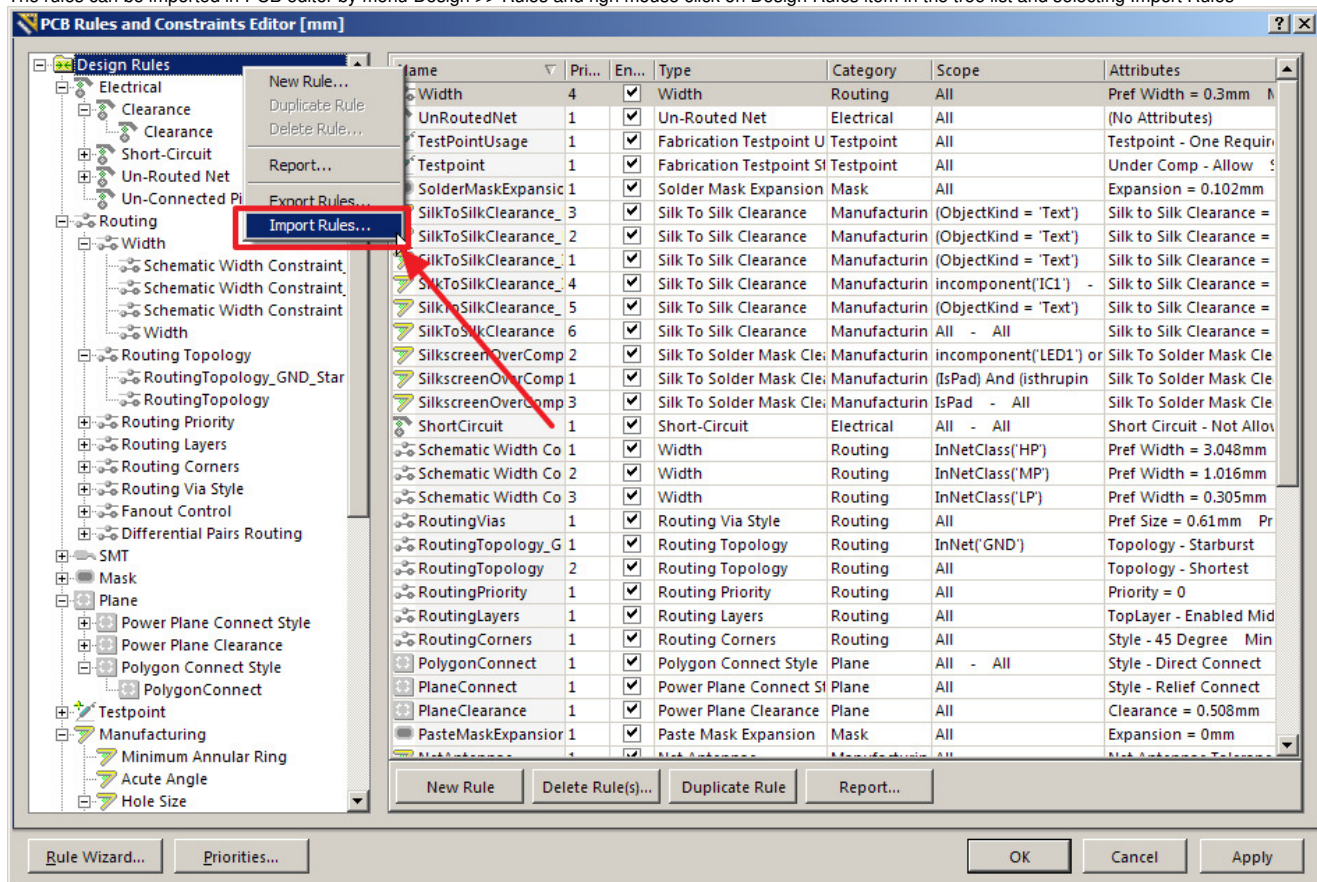 The rules can be imported in PCB editor by menu Design >> Rules and righ mouse click on Design Rules item in the tree list and selecting Import Rules
PCB Rules and Constraints Editor [mm]
Design Rules
Electrical
Clearance
Clearance
Short-Circuit
Un-Routed Net
Un-Connected Pi
Routing
Width
Schematic Width Constraint_
Schematic Width Constraint_
Schematic Width Constraint
Width
Routing Topology
RoutingTopology_GND_Star
RoutingTopology
Routing Priority
Routing Layers
Routing Corners
Routing Via Style
Fanout Control
Differential Pairs Routing
SMT
Mask
Plane
Power Plane Connect Style
Power Plane Clearance
Polygon Connect Style
PolygonConnect
Testpoint
Manufacturing
Minimum Annular Ring
Acute Angle
Hole Size
New Rule...
Duplicate Rule
Delete Rule...
Report...
Export Rules...
Import Rules...
Name Pri... En... Type Category Scope Attributes
Width 4 Width Routing All Pref Width = 0.3mm
UnRoutedNet 1 Un-Routed Net Electrical All (No Attributes)
TestPointUsage 1 Fabrication Testpoint U Testpoint All Testpoint - One Require
Testpoint 1 Fabrication Testpoint St Testpoint All Under Comp - Allow
SolderMaskExpansic 1 Solder Mask Expansion Mask All Expansion = 0.102mm
SilkToSilkClearance_ 3 Silk To Silk Clearance Manufacturin (ObjectKind = 'Text') Silk to Silk Clearance =
SilkToSilkClearance_ 2 Silk To Silk Clearance Manufacturin (ObjectKind = 'Text') Silk to Silk Clearance =
SilkToSilkClearance_ 1 Silk To Silk Clearance Manufacturin (ObjectKind = 'Text') Silk to Silk Clearance =
SilkToSilkClearance_ 4 Silk To Silk Clearance Manufacturin incomponent('IC1') - Silk to Silk Clearance =
SilkToSilkClearance_ 5 Silk To Silk Clearance Manufacturin (ObjectKind = 'Text') Silk to Silk Clearance =
SilkToSilkClearance 6 Silk To Silk Clearance Manufacturin All - All Silk to Silk Clearance =
SilkscreenOverComp 2 Silk To Solder Mask Clea Manufacturin incomponent('LED1') or Silk To Solder Mask Cle
SilkscreenOverComp 1 Silk To Solder Mask Clea Manufacturin (IsPad) And (isthrupin Silk To Solder Mask Cle
SilkscreenOverComp 3 Silk To Solder Mask Clea Manufacturin IsPad - All Silk To Solder Mask Cle
ShortCircuit 1 Short-Circuit Electrical All - All Short Circuit - Not Allow
Schematic Width Co 1 Width Routing InNetClass('HP') Pref Width = 3.048mm
Schematic Width Co 2 Width Routing InNetClass('MP') Pref Width = 1.016mm
Schematic Width Co 3 Width Routing InNetClass('LP') Pref Width = 0.305mm
RoutingVias 1 Routing Via Style Routing All Pref Size = 0.61mm Pr
RoutingTopology_G 1 Routing Topology Routing InNet('GND') Topology - Starburst
RoutingTopology 2 Routing Topology Routing All Topology - Shortest
RoutingPriority 1 Routing Priority Routing All Priority = 0
RoutingLayers 1 Routing Layers Routing All TopLayer - Enabled Mid
RoutingCorners 1 Routing Corners Routing All Style - 45 Degree Min
PolygonConnect 1 Polygon Connect Style Plane All - All Style - Direct Connect
PlaneConnect 1 Power Plane Connect St Plane All Style - Relief Connect
PlaneClearance 1 Power Plane Clearance Plane All Clearance = 0.508mm
PasteMaskExpansior 1 Paste Mask Expansion Mask All Expansion = 0mm
New Rule Delete Rule(s)... Duplicate Rule Report...
Rule Wizard... Priorities... OK Cancel Apply